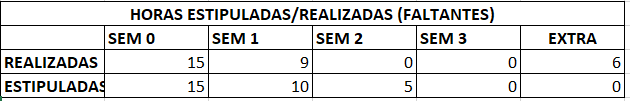 HORAS ESTIPULADAS/REALIZADAS (FALTANTES)
SEM 0 SEM 1 SEM 2 SEM 3 EXTRA
REALIZADAS 15 9 0 0 6
ESTIPULADAS 15 10 5 0 0